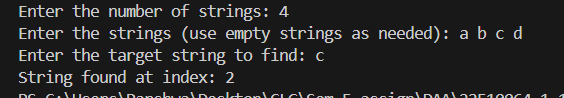 Enter the number of strings: 4
Enter the strings (use empty strings as needed): a b c d
Enter the target string to find: c
String found at index: 2